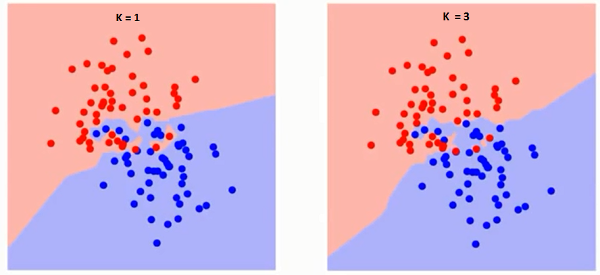 K = 1
K = 3